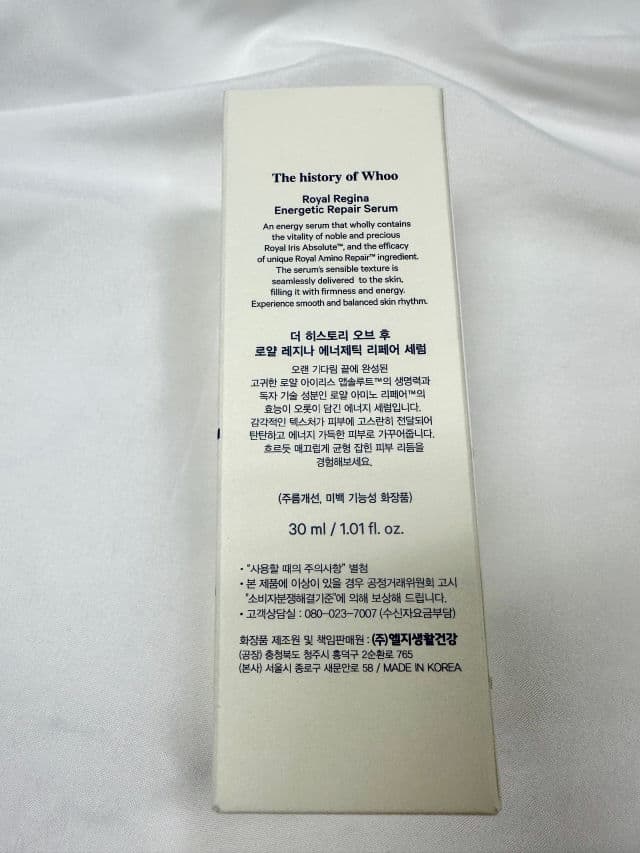 The history of Whoo
Royal Regina
Energetic Repair Serum
An energy serum that wholly contains
the vitality of noble and precious
Royal Iris Absolute™, and the efficacy
of unique Royal Amino Repair™ ingredient.
The serum's sensible texture is
seamlessly delivered to the skin,
filling it with firmness and energy.
Experience smooth and balanced skin rhythm.
더 히스토리 오브 후
로얄 레지나 에너제틱 리페어 세럼
오랜 기다림 끝에 완성된
고귀한 로얄 아이리스 앱솔루트™의 생명력과
독자 기술 성분인 로얄 아미노 리페어™의
효능이 오롯이 담긴 에너지 세럼입니다.
감각적인 텍스처가 피부에 고스란히 전달되어
탄탄하고 에너지 가득한 피부로 가꾸어줍니다.
흐르듯 매끄럽게 균형 잡힌 피부 리듬을
경험해보세요.
(주름개선, 미백 기능성 화장품)
30 ml / 1.01 fl. oz.
• "사용할 때의 주의사항" 별첨
• 본 제품에 이상이 있을 경우 공정거래위원회 고시
"소비자분쟁해결기준"에 의해 보상해 드립니다.
• 고객상담실 : 080-023-7007 (수신자요금부담)
화장품 제조원 및 책임판매원 : (주)엘지생활건강
(공장) 충청북도 청주시 흥덕구 2순환로 765
(본사) 서울시 종로구 새문안로 58 / MADE IN KOREA